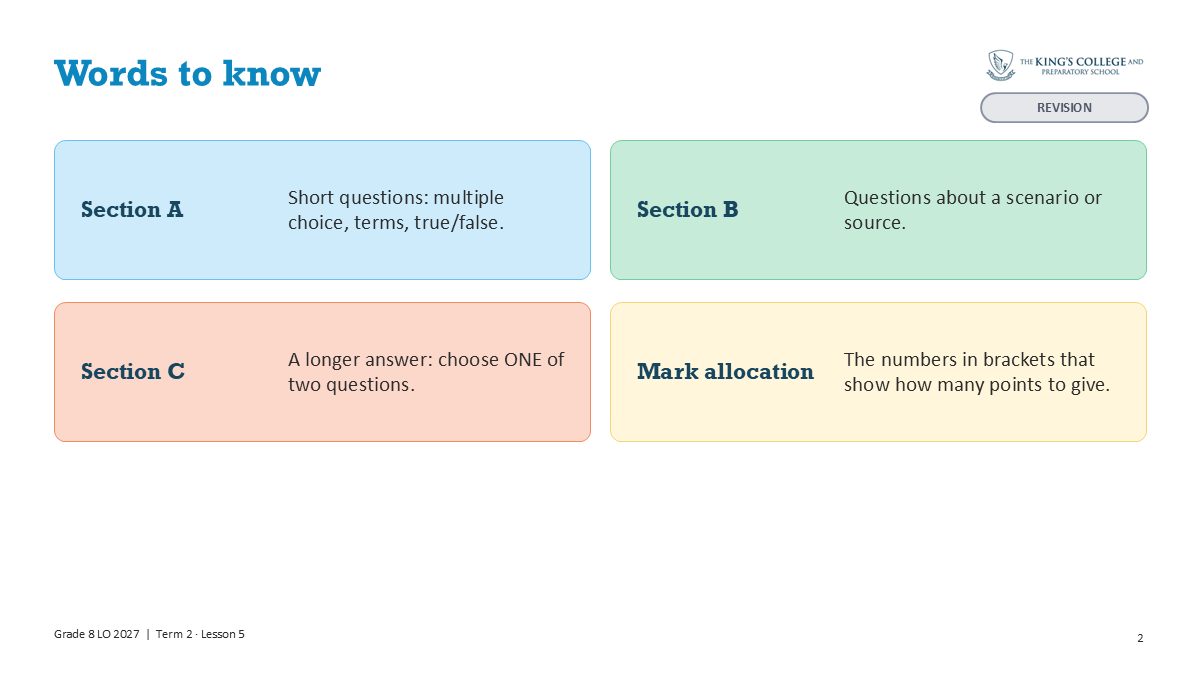 Words to know
THE KING'S COLLEGE AND
PREPARATORY SCHOOL
REVISION
Section A
Short questions: multiple
choice, terms, true/false.
Section B
Questions about a scenario or
source.
Section C
A longer answer: choose ONE of
two questions.
Mark allocation
The numbers in brackets that
show how many points to give.
Grade 8 LO 2027 | Term 2 · Lesson 5
2